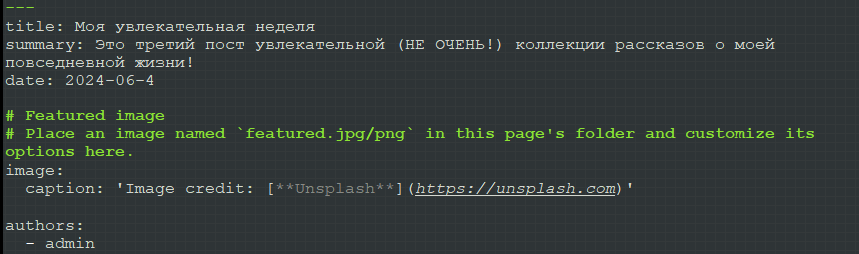 ---
title: Моя увлекательная неделя
summary: Это третий пост увлекательной (НЕ ОЧЕНЬ!) коллекции рассказов о моей
повседневной жизни!
date: 2024-06-4
# Featured image
# Place an image named `featured.jpg/png` in this page's folder and customize its
options here.
image:
  caption: 'Image credit: [**Unsplash**](https://unsplash.com)'
authors:
  - admin